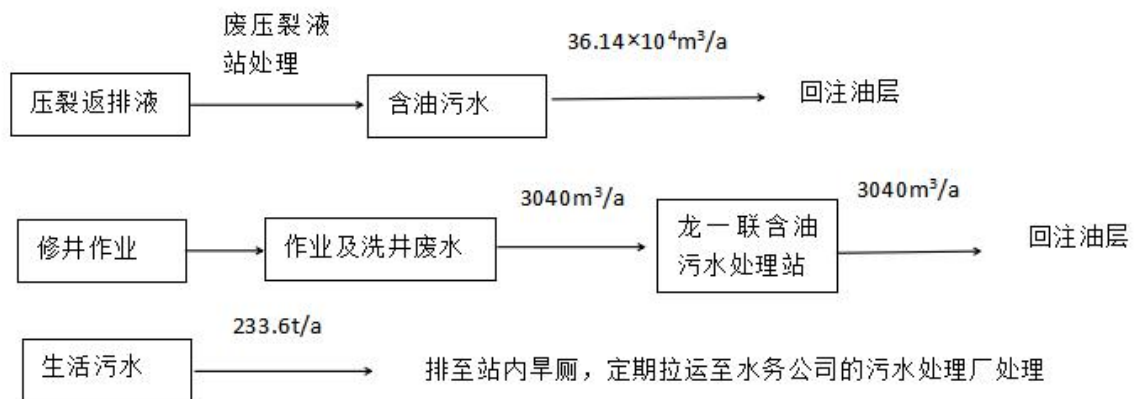 废压裂液
站处理
36.14×10⁴m³/a
压裂返排液
含油污水
回注油层
3040m³/a
3040m³/a
修井作业
作业及洗井废水
龙一联含油
污水处理站
回注油层
233.6t/a
生活污水
排至站内旱厕，定期拉运至水务公司的污水处理厂处理